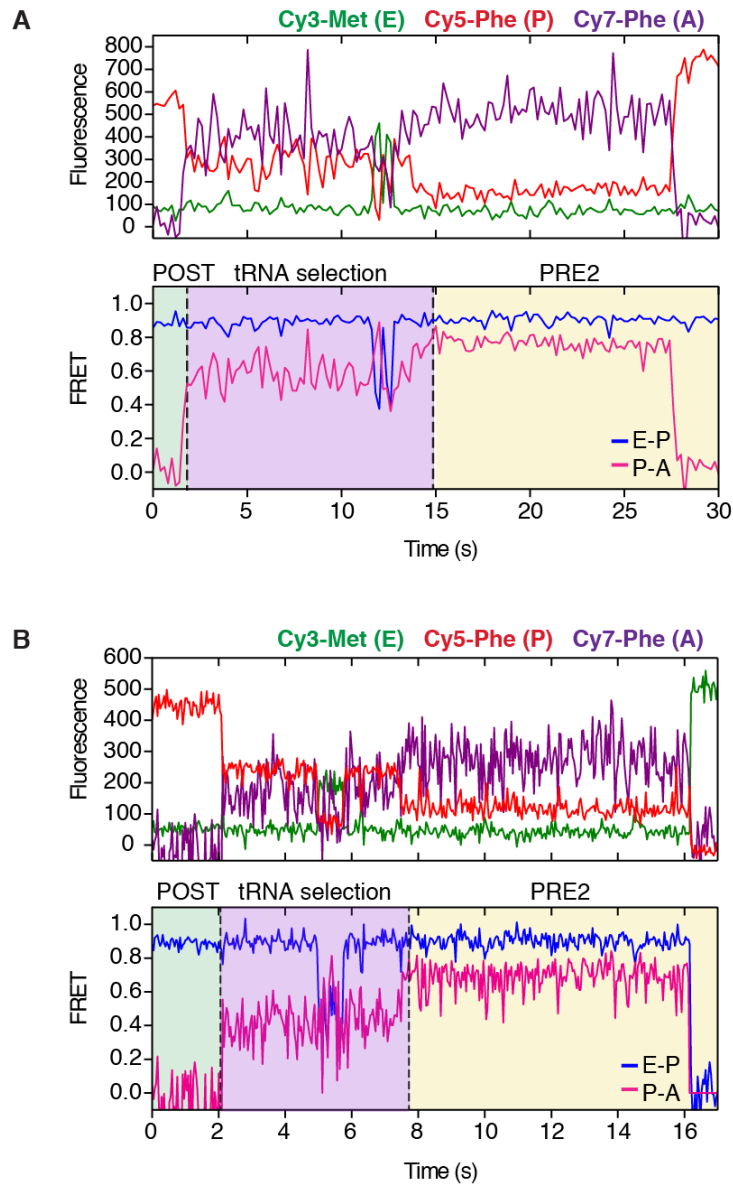 A
Cy3-Met (E) Cy5-Phe (P) Cy7-Phe (A)
800
700
600
500
400
300
200
100
0
Fluorescence
POST tRNA selection PRE2
1.0
0.8
0.6
0.4
0.2
0.0
FRET
E-P
P-A
0 5 10 15 20 25 30
Time (s)
B
Cy3-Met (E) Cy5-Phe (P) Cy7-Phe (A)
600
500
400
300
200
100
0
Fluorescence
POST tRNA selection PRE2
1.0
0.8
0.6
0.4
0.2
0.0
FRET
E-P
P-A
0 2 4 6 8 10 12 14 16
Time (s)